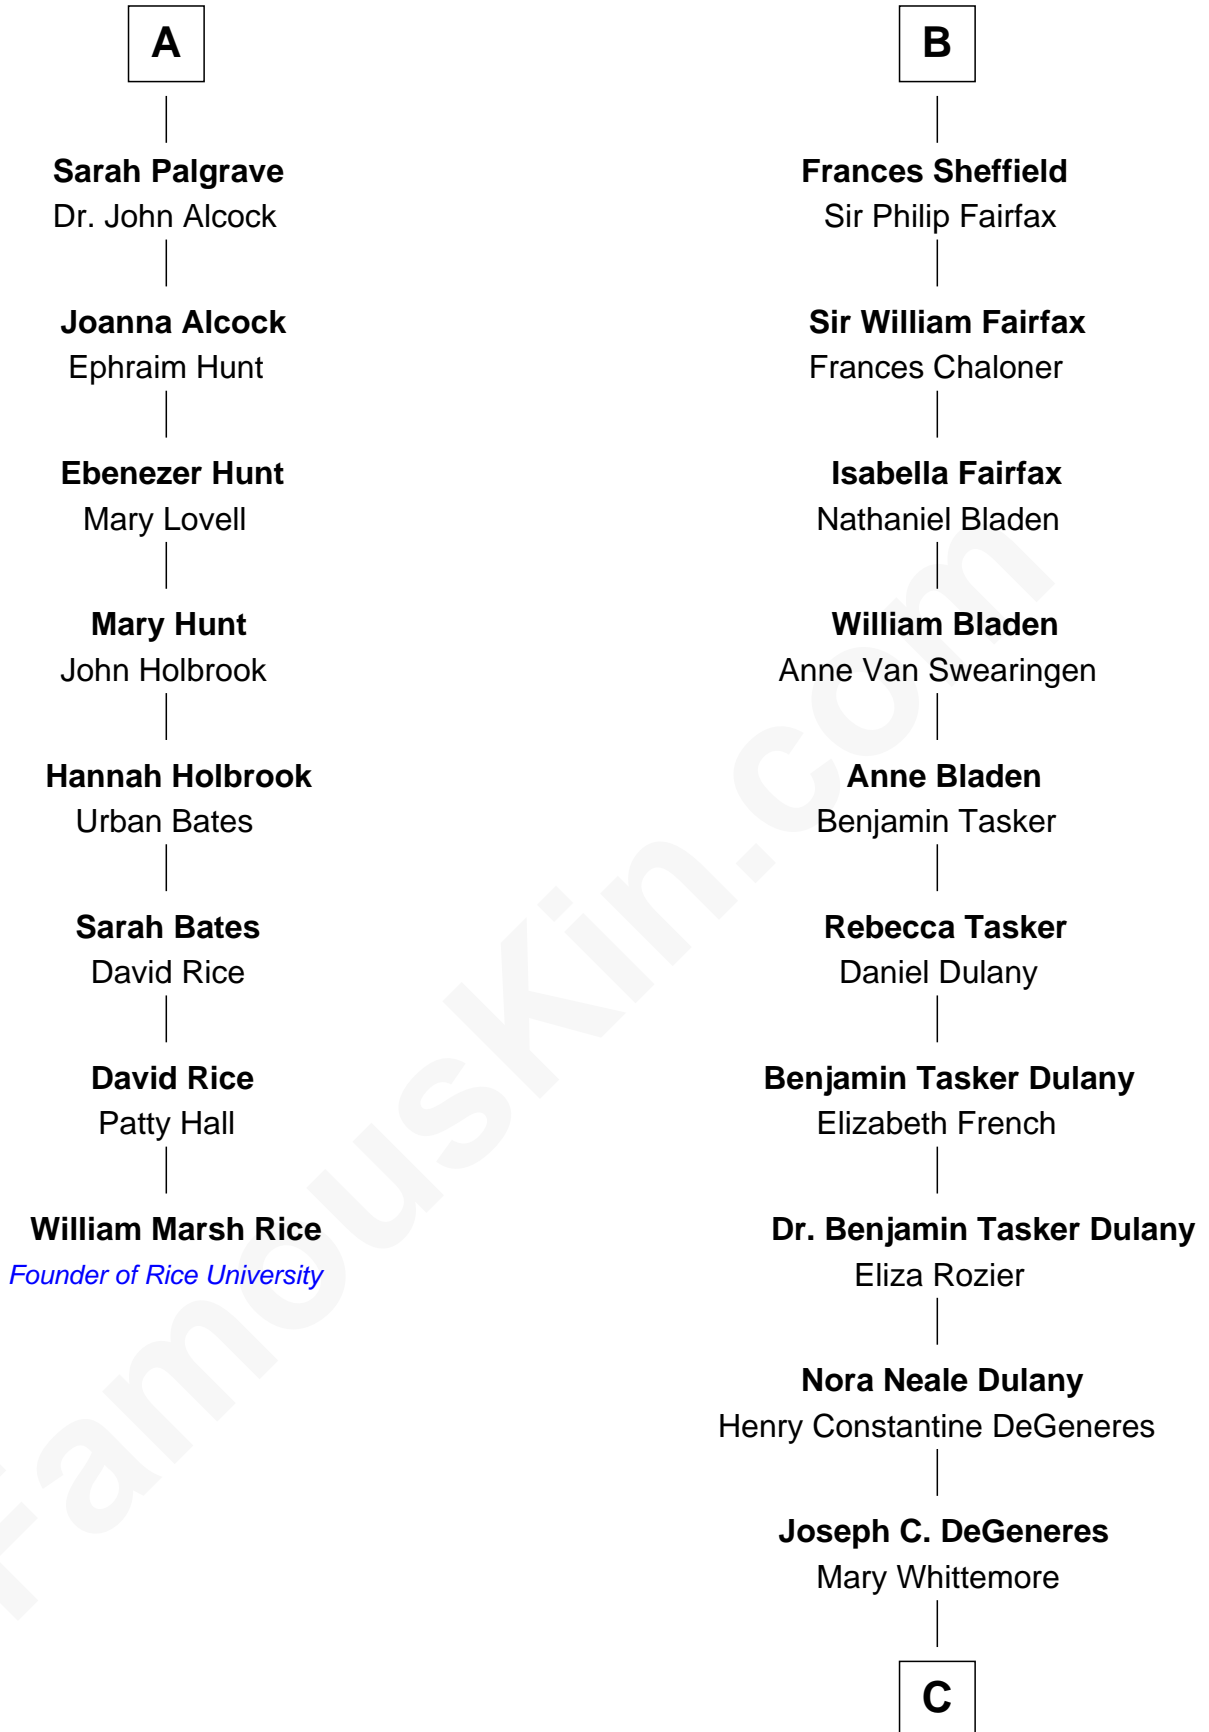 A
Sarah Palgrave
Dr. John Alcock
Joanna Alcock
Ephraim Hunt
Ebenezer Hunt
Mary Lovell
Mary Hunt
John Holbrook
Hannah Holbrook
Urban Bates
Sarah Bates
David Rice
David Rice
Patty Hall
William Marsh Rice
Founder of Rice University
B
Frances Sheffield
Sir Philip Fairfax
Sir William Fairfax
Frances Chaloner
Isabella Fairfax
Nathaniel Bladen
William Bladen
Anne Van Swearingen
Anne Bladen
Benjamin Tasker
Rebecca Tasker
Daniel Dulany
Benjamin Tasker Dulany
Elizabeth French
Dr. Benjamin Tasker Dulany
Eliza Rozier
Nora Neale Dulany
Henry Constantine DeGeneres
Joseph C. DeGeneres
Mary Whittemore
C
FamousKin.com